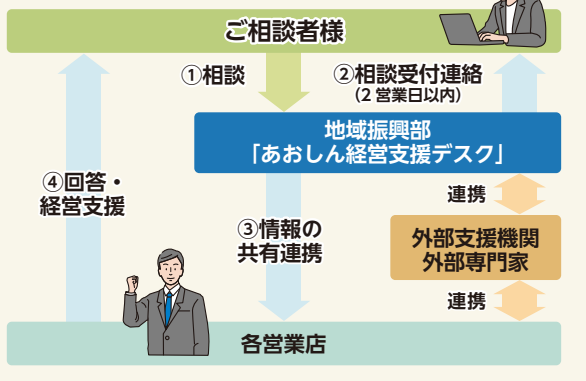 ご相談者様
①相談
②相談受付連絡
(2 営業日以内)
地域振興部
「あおしん経営支援デスク」
④回答・
経営支援
③情報の
共有連携
連携
外部支援機関
外部専門家
連携
各営業店